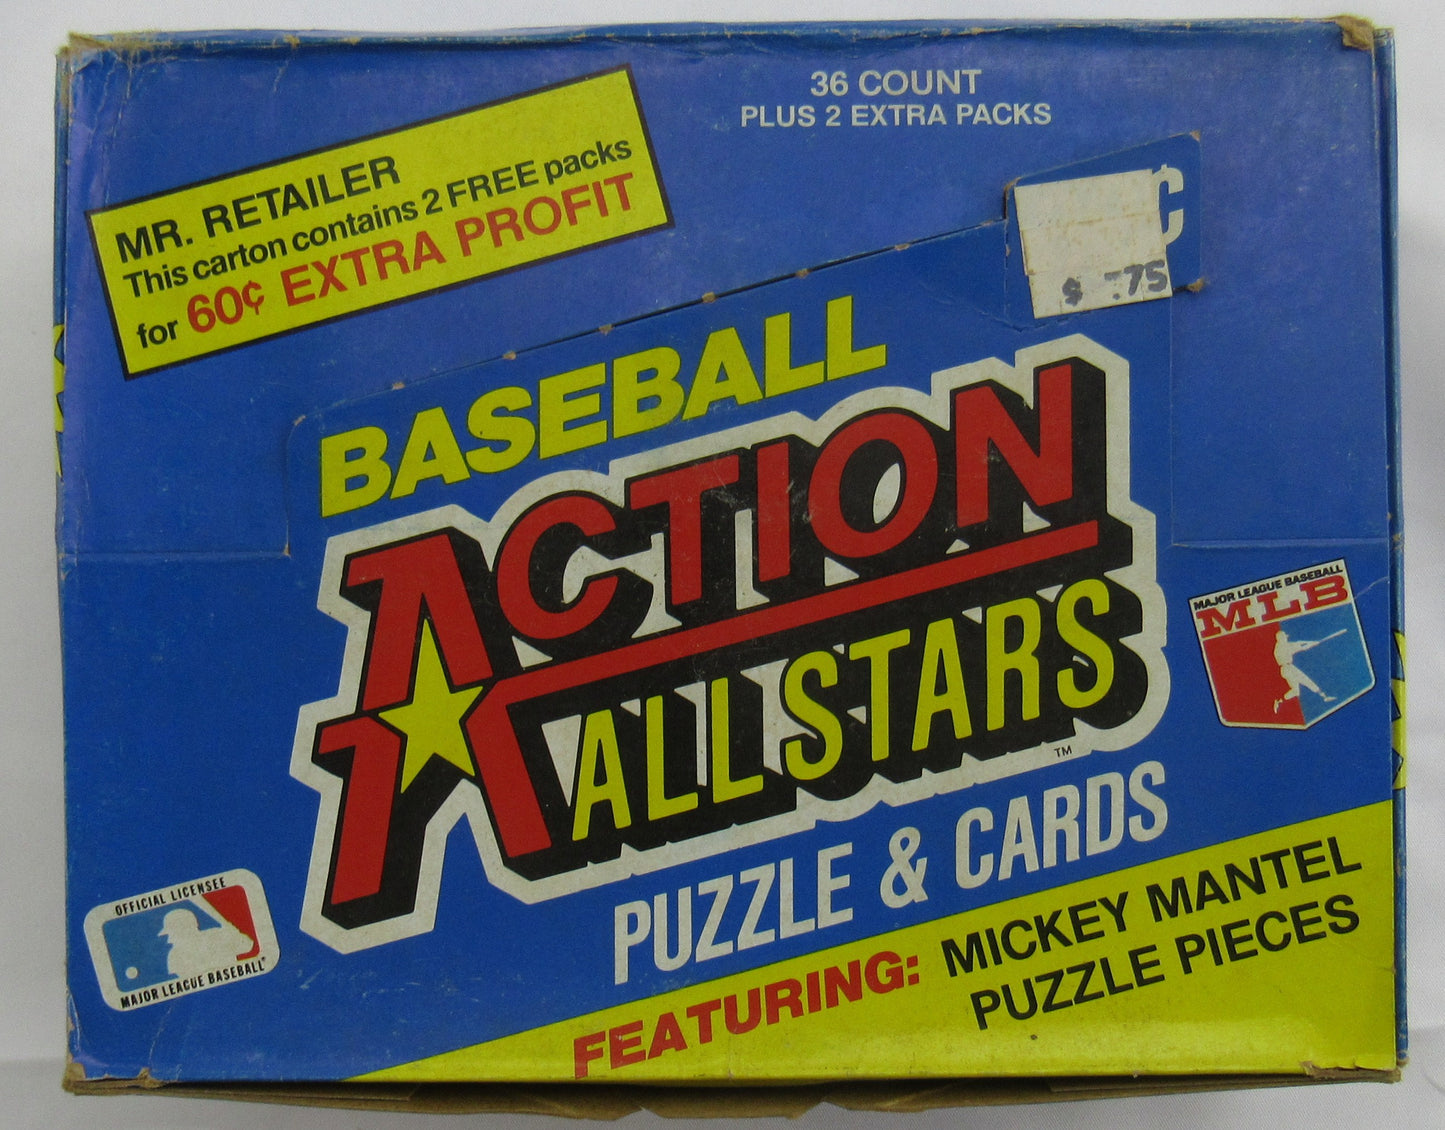 36 COUNT
PLUS 2 EXTRA PACKS
MR. RETAILER
This carton contains 2 FREE packs
for 60¢ EXTRA PROFIT
¢
$ .75
BASEBALL
ACTION
ALL STARS
TM
PUZZLE & CARDS
MAJOR LEAGUE BASEBALL
MLB
OFFICIAL LICENSEE
MAJOR LEAGUE BASEBALL®
FEATURING: MICKEY MANTEL
PUZZLE PIECES